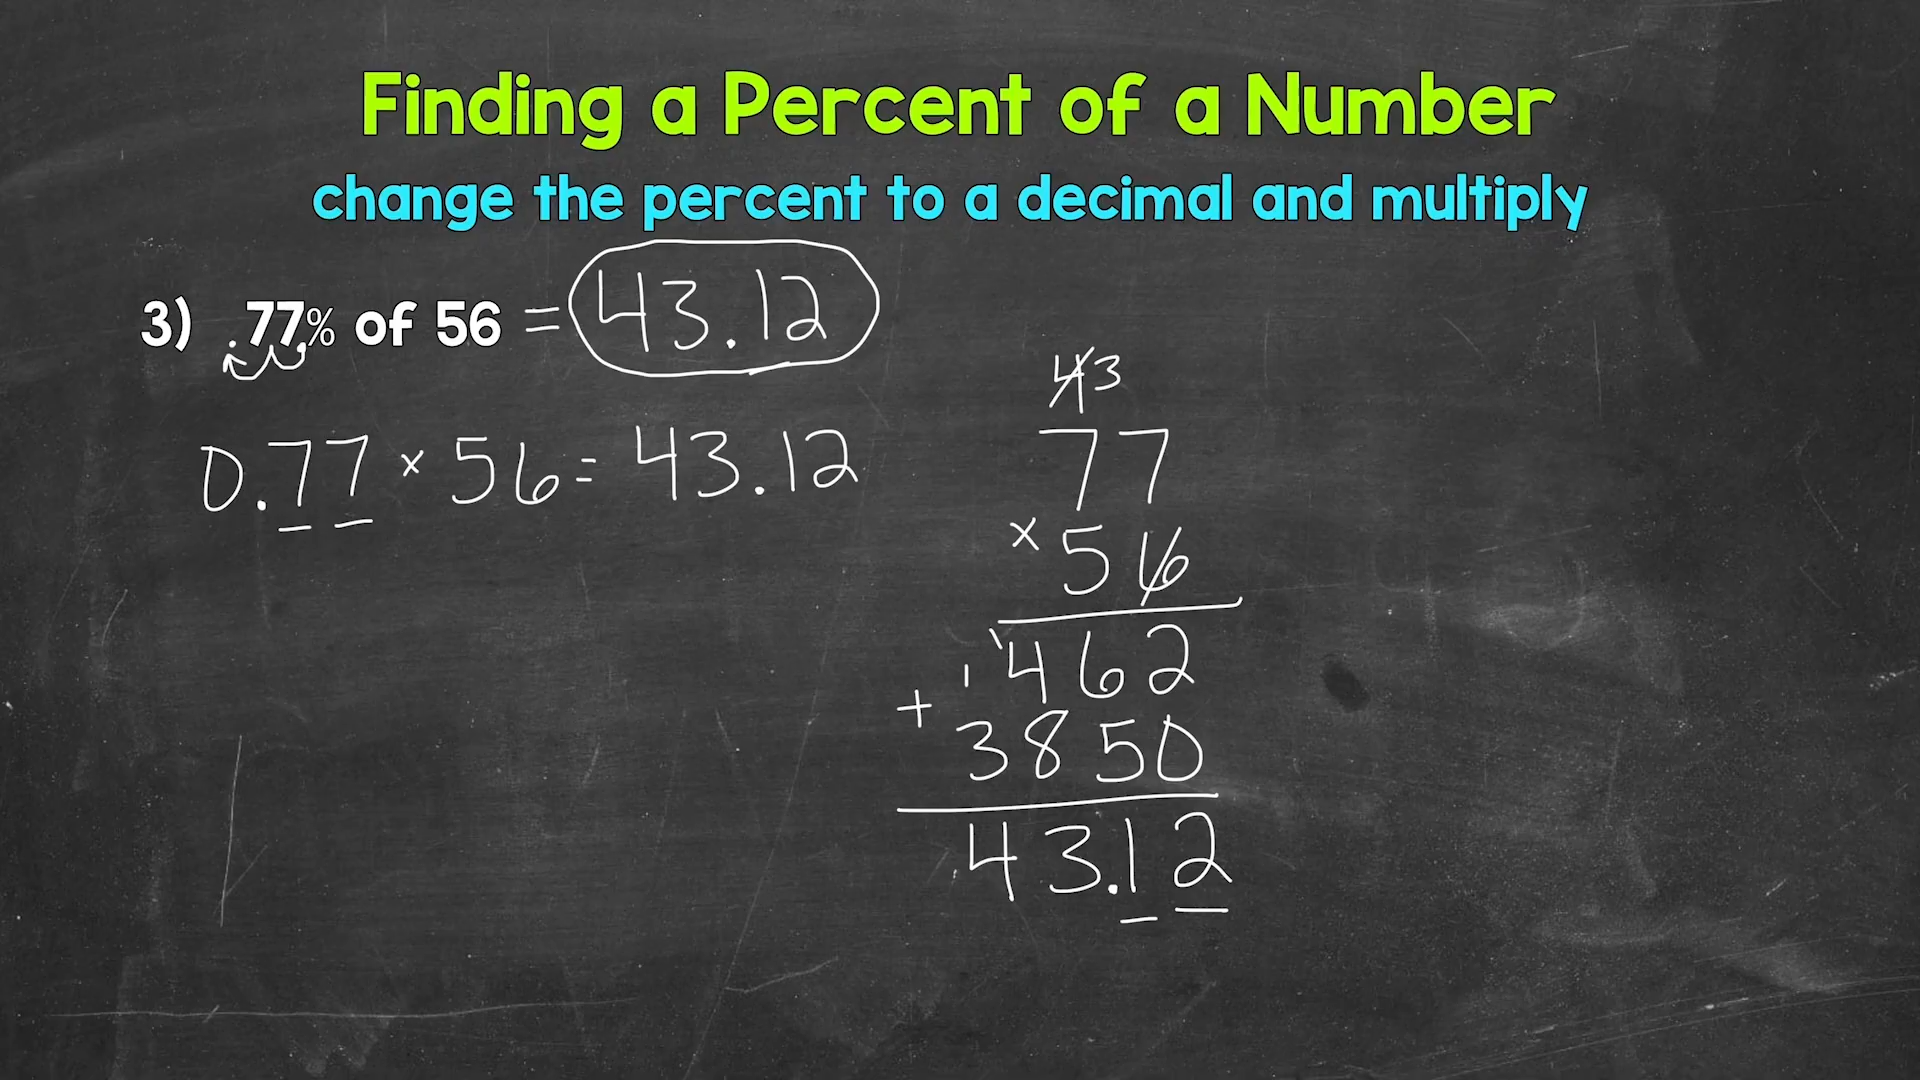 Finding a Percent of a Number
change the percent to a decimal and multiply
3) .77.% of 56 = 43.12
0.77 × 56 = 43.12
43
77
× 56
11
462
+ 3850
43.12